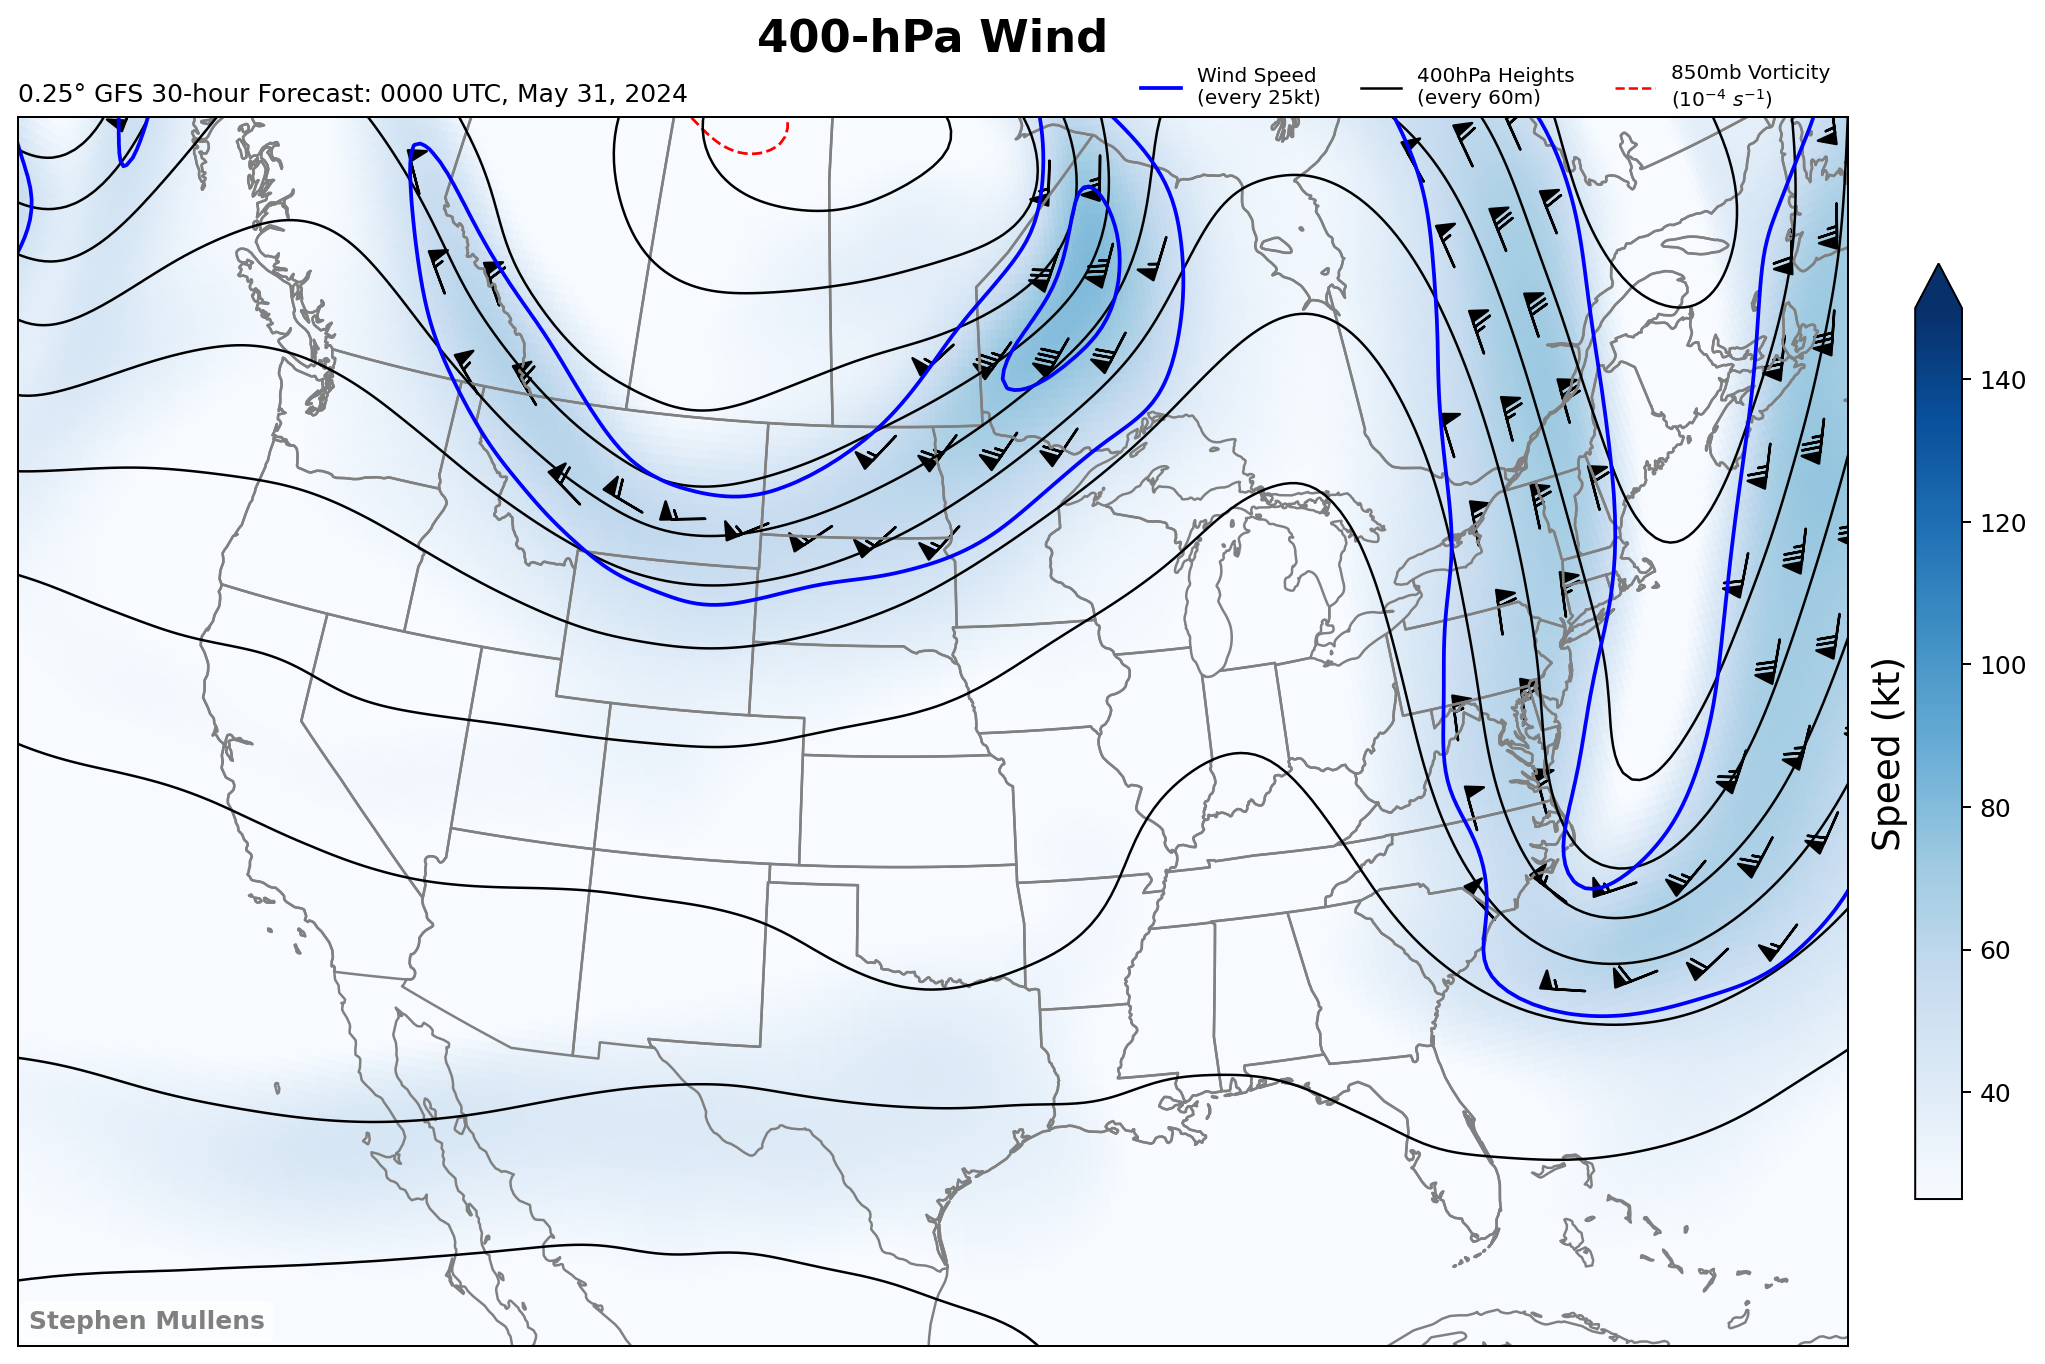 400-hPa Wind
0.25° GFS 30-hour Forecast: 0000 UTC, May 31, 2024
Wind Speed
(every 25kt)
400hPa Heights
(every 60m)
850mb Vorticity
(10⁻⁴ s⁻¹)
140
120
100
80
60
40
Speed (kt)
Stephen Mullens